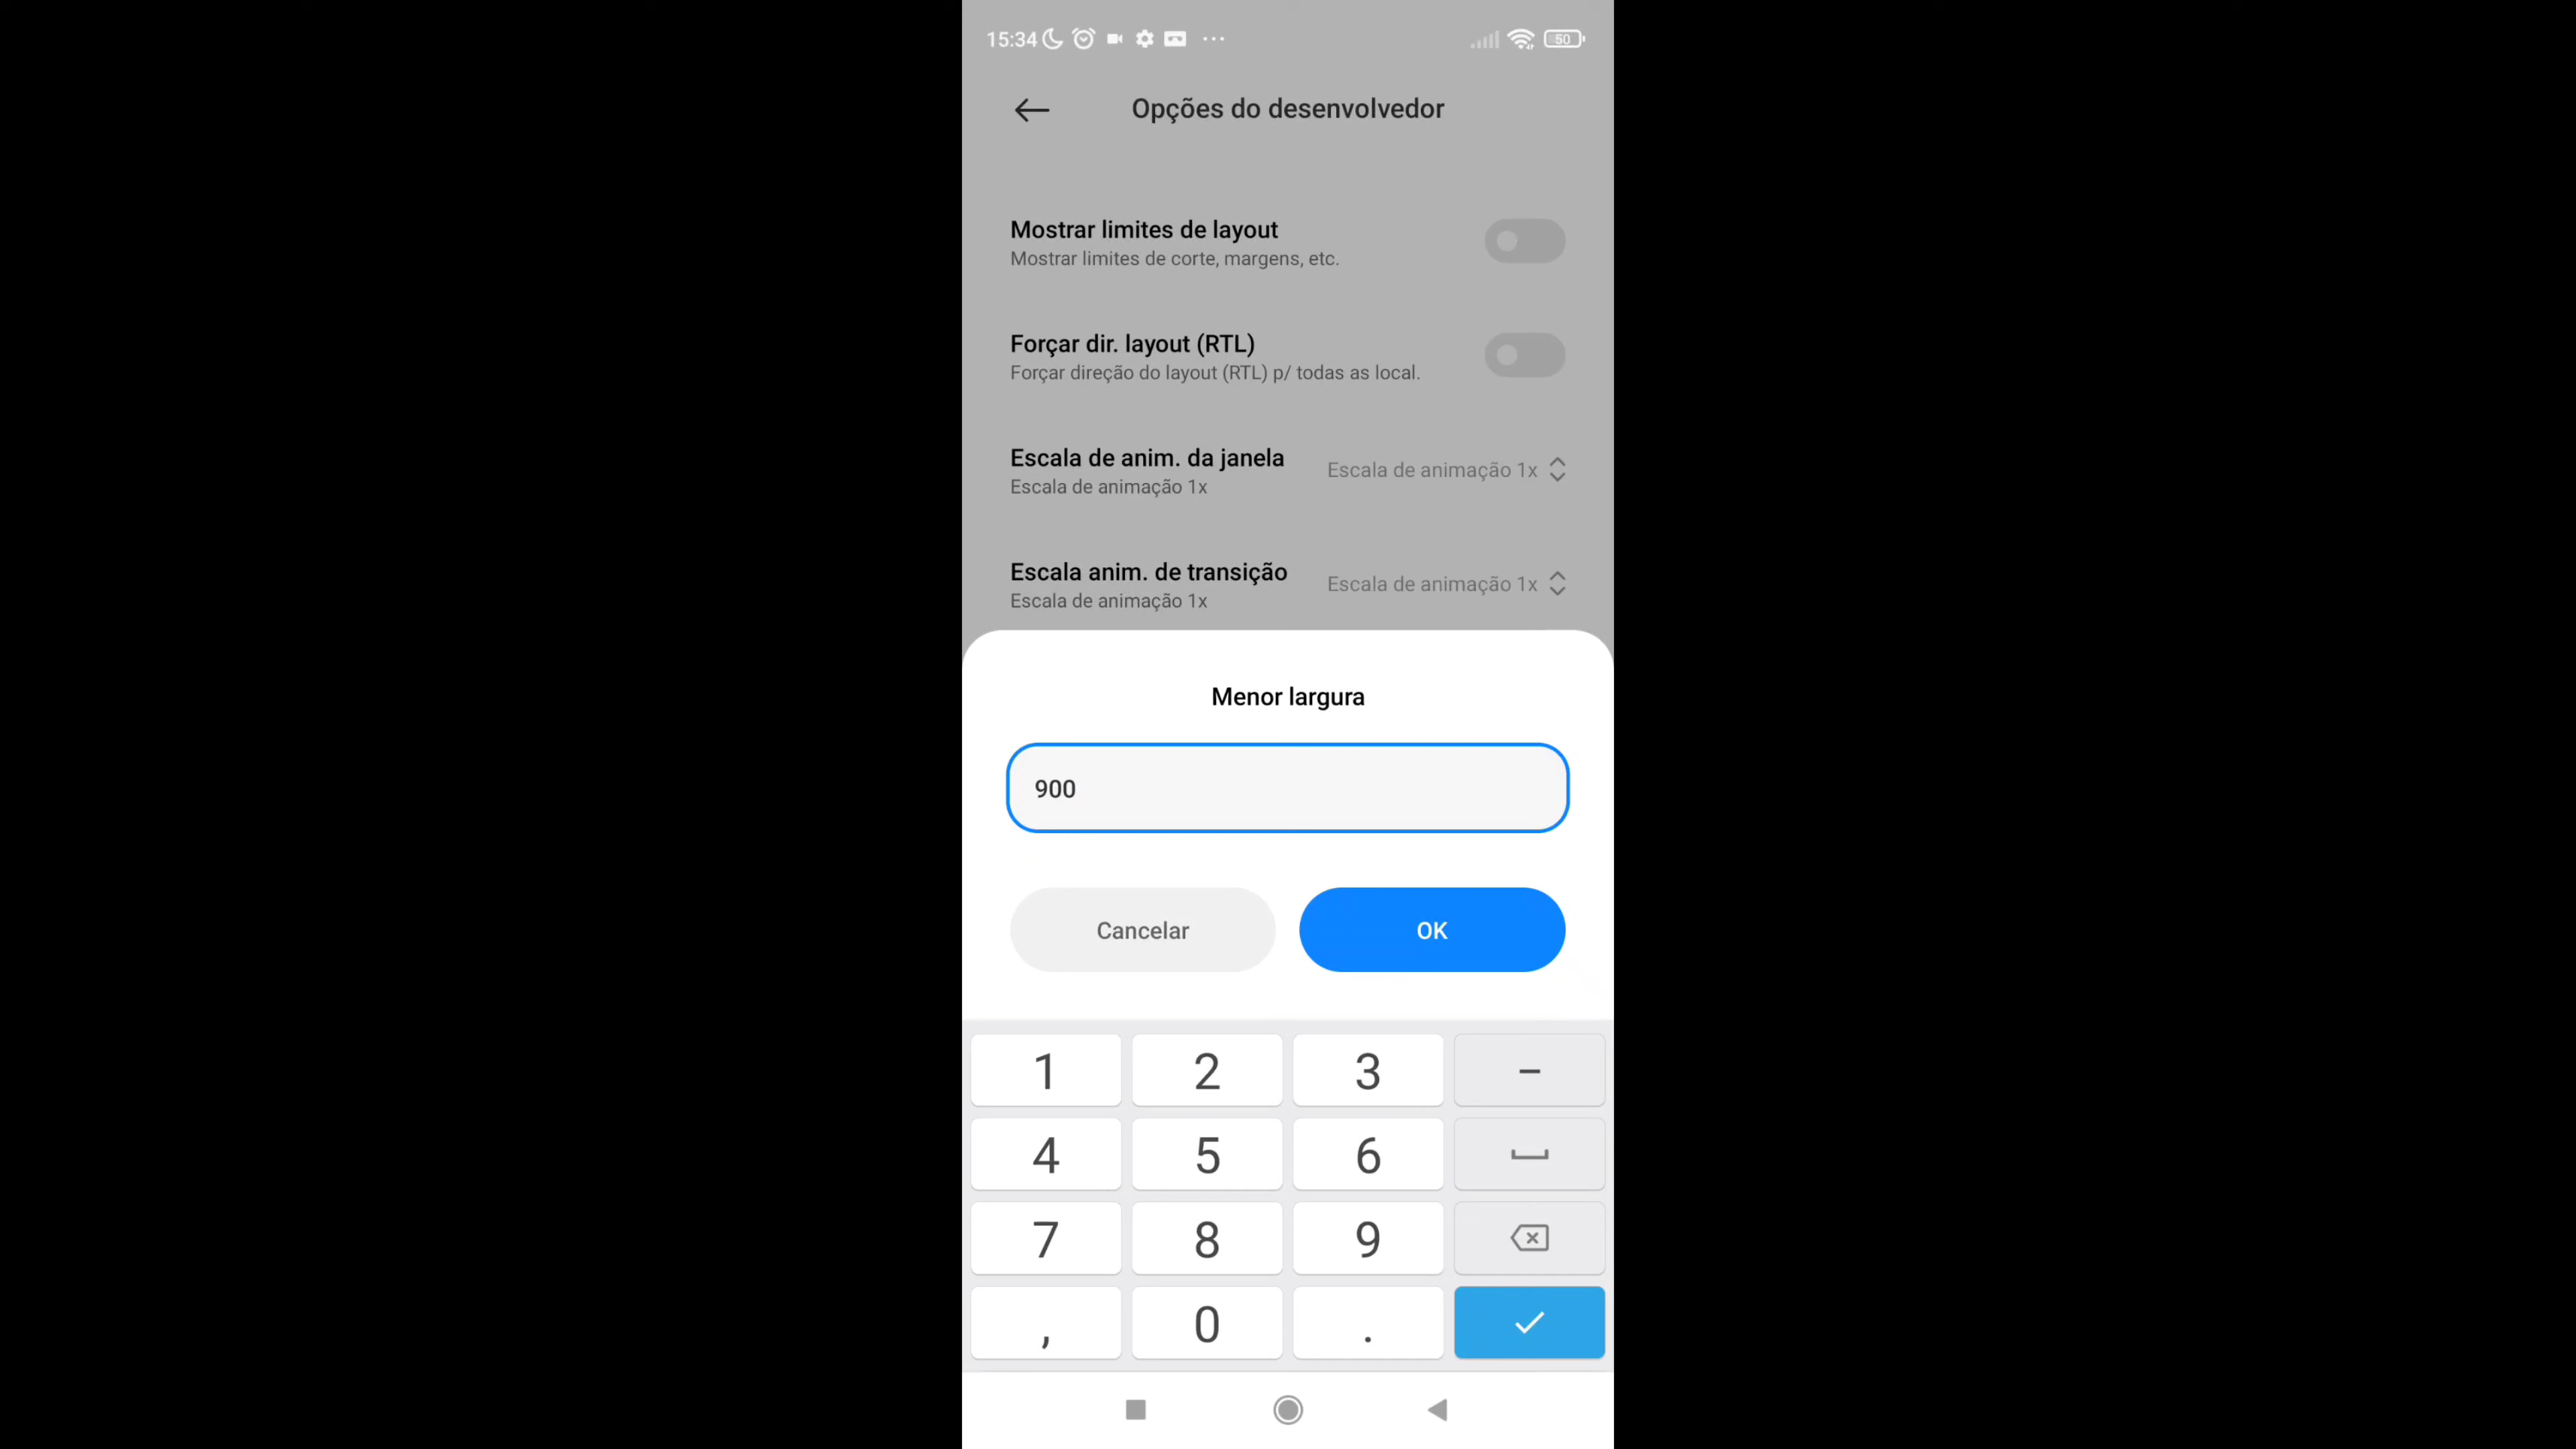 15:34 ... 50
Opções do desenvolvedor
Mostrar limites de layout
Mostrar limites de corte, margens, etc.
Forçar dir. layout (RTL)
Forçar direção do layout (RTL) p/ todas as local.
Escala de anim. da janela
Escala de animação 1x
Escala de animação 1x
Escala anim. de transição
Escala de animação 1x
Escala de animação 1x
Menor largura
900
Cancelar OK
1 2 3 –
4 5 6
7 8 9
, 0 .